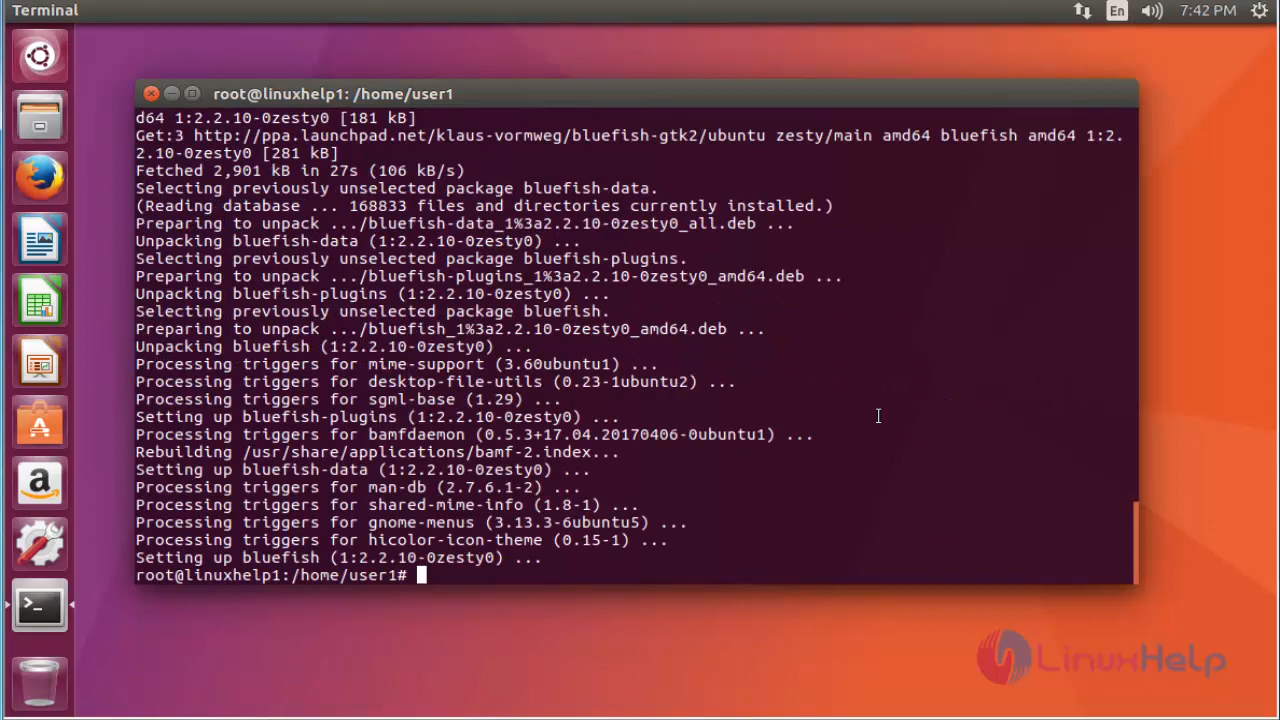 Terminal
En
7:42 PM
root@linuxhelp1: /home/user1
d64 1:2.2.10-0zesty0 [181 kB]
Get:3 http://ppa.launchpad.net/klaus-vormweg/bluefish-gtk2/ubuntu zesty/main amd64 bluefish amd64 1:2.
2.10-0zesty0 [281 kB]
Fetched 2,901 kB in 27s (106 kB/s)
Selecting previously unselected package bluefish-data.
(Reading database ... 168833 files and directories currently installed.)
Preparing to unpack .../bluefish-data_1%3a2.2.10-0zesty0_all.deb ...
Unpacking bluefish-data (1:2.2.10-0zesty0) ...
Selecting previously unselected package bluefish-plugins.
Preparing to unpack .../bluefish-plugins_1%3a2.2.10-0zesty0_amd64.deb ...
Unpacking bluefish-plugins (1:2.2.10-0zesty0) ...
Selecting previously unselected package bluefish.
Preparing to unpack .../bluefish_1%3a2.2.10-0zesty0_amd64.deb ...
Unpacking bluefish (1:2.2.10-0zesty0) ...
Processing triggers for mime-support (3.60ubuntu1) ...
Processing triggers for desktop-file-utils (0.23-1ubuntu2) ...
Processing triggers for sgml-base (1.29) ...
Setting up bluefish-plugins (1:2.2.10-0zesty0) ...
Processing triggers for bamfdaemon (0.5.3+17.04.20170406-0ubuntu1) ...
Rebuilding /usr/share/applications/bamf-2.index...
Setting up bluefish-data (1:2.2.10-0zesty0) ...
Processing triggers for man-db (2.7.6.1-2) ...
Processing triggers for shared-mime-info (1.8-1) ...
Processing triggers for gnome-menus (3.13.3-6ubuntu5) ...
Processing triggers for hicolor-icon-theme (0.15-1) ...
Setting up bluefish (1:2.2.10-0zesty0) ...
root@linuxhelp1:/home/user1#
LinuxHelp